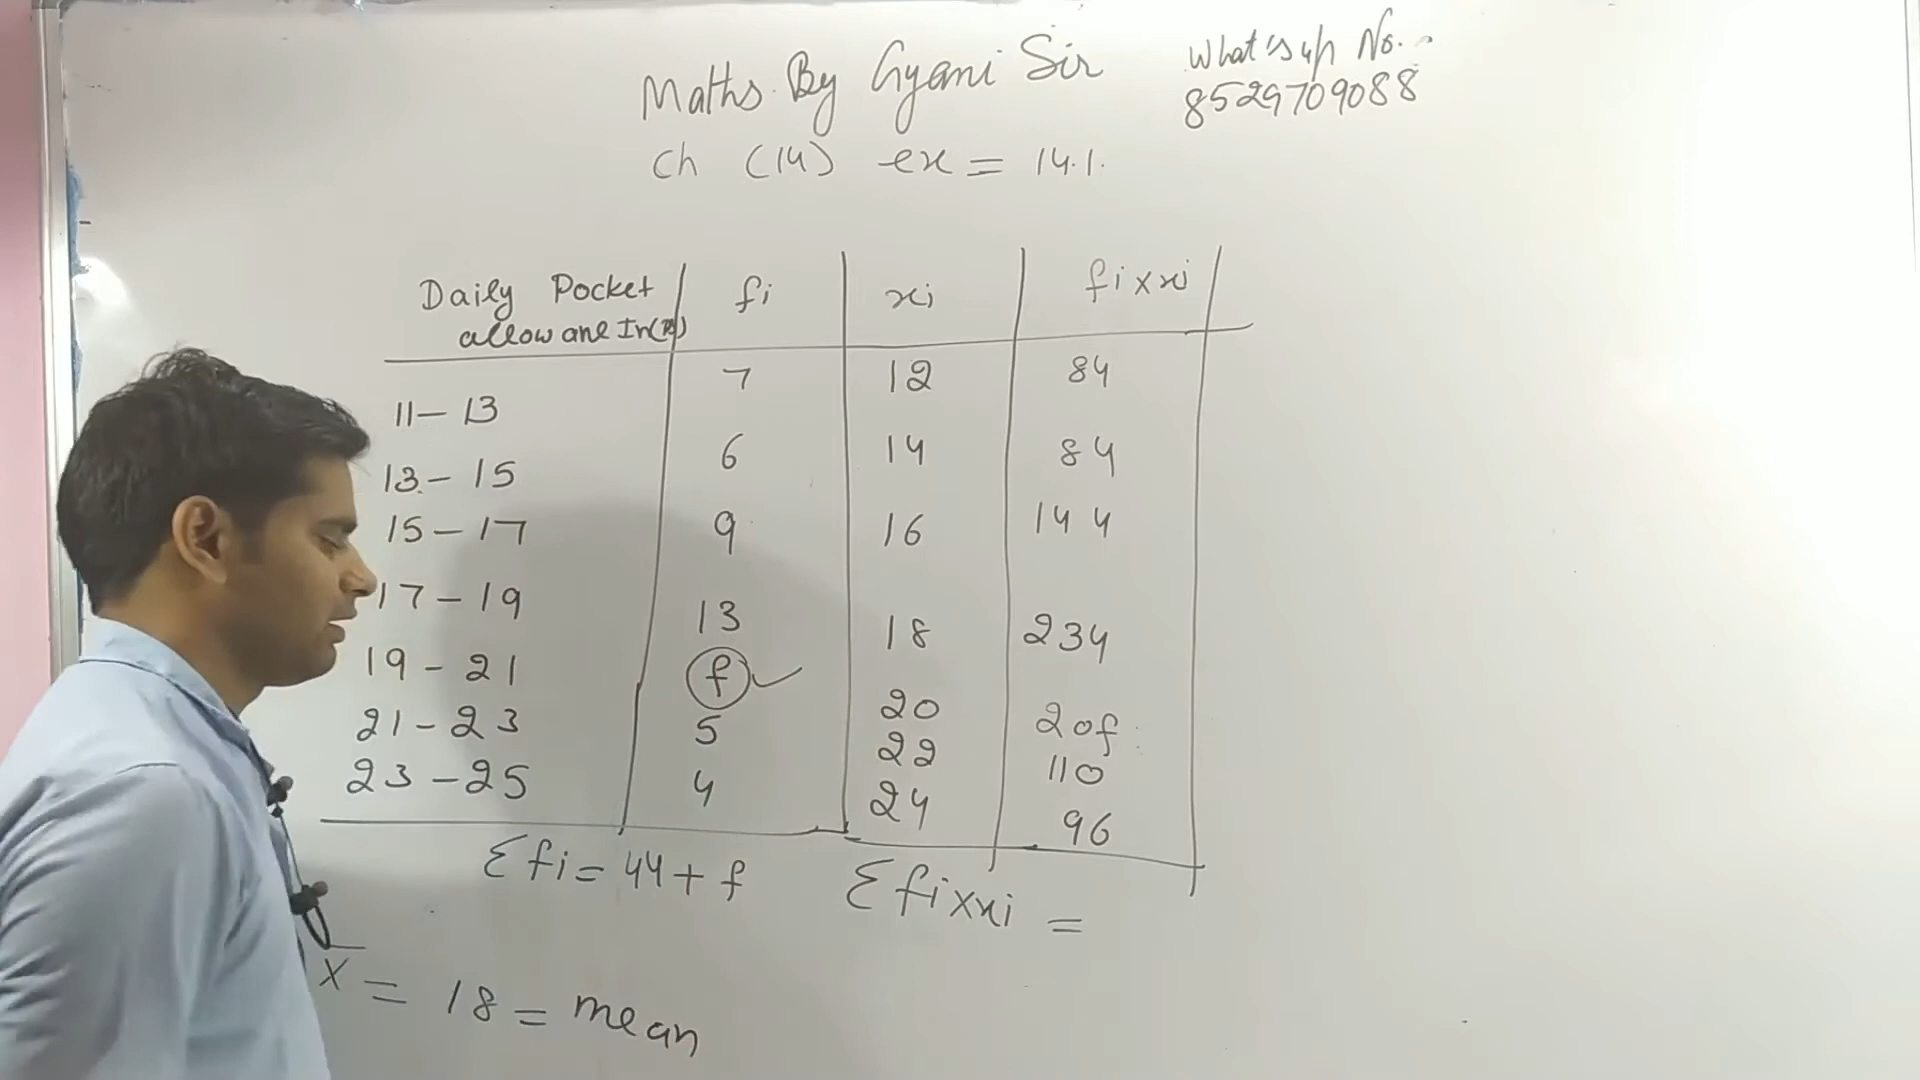 Maths By Gyani Sir
What's up No.
8529709088
Ch (14) ex = 14.1.
Daily Pocket allowane In(₹) fi xi fi×xi
11-13 7 12 84
13-15 6 14 84
15-17 9 16 144
17-19 13 18 234
19-21 f 20 20f
21-23 5 22 110
23-25 4 24 96
Σfi = 44+f Σfi×xi =
x̅ = 18 = mean